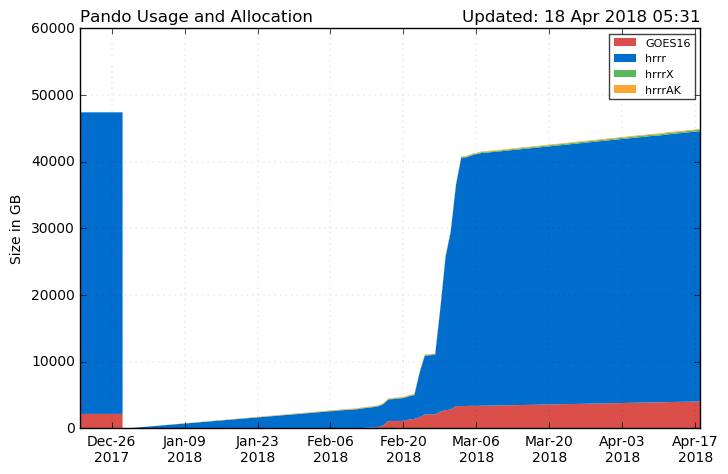 Pando Usage and Allocation
Updated: 18 Apr 2018 05:31
60000
50000
40000
30000
20000
10000
0
Size in GB
GOES16
hrrr
hrrrX
hrrrAK
Dec-26 Jan-09 Jan-23 Feb-06 Feb-20 Mar-06 Mar-20 Apr-03 Apr-17
2017 2018 2018 2018 2018 2018 2018 2018 2018